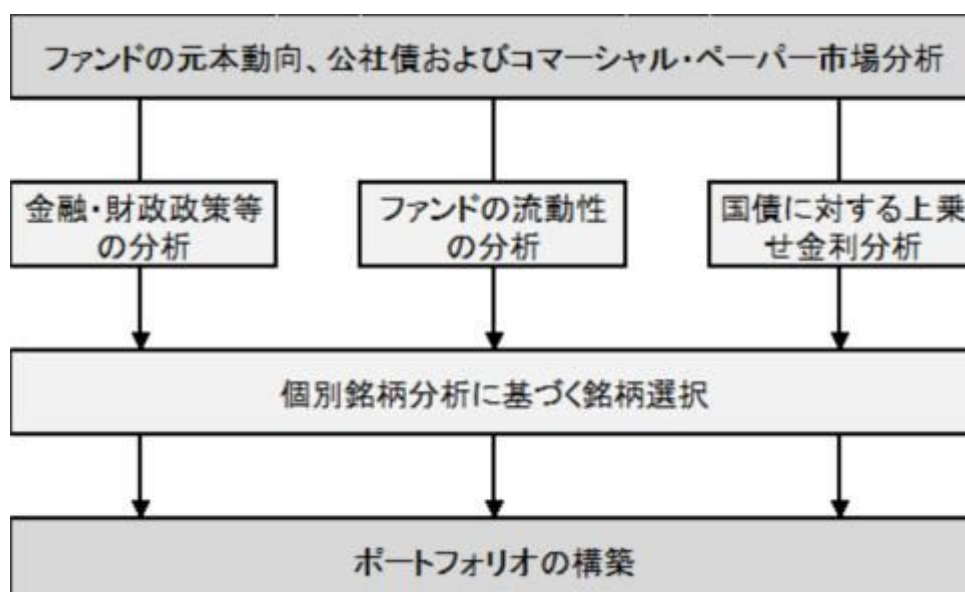 ファンドの元本動向、公社債およびコマーシャル・ペーパー市場分析
金融・財政政策等
の分析
ファンドの流動性
の分析
国債に対する上乗
せ金利分析
個別銘柄分析に基づく銘柄選択
ポートフォリオの構築